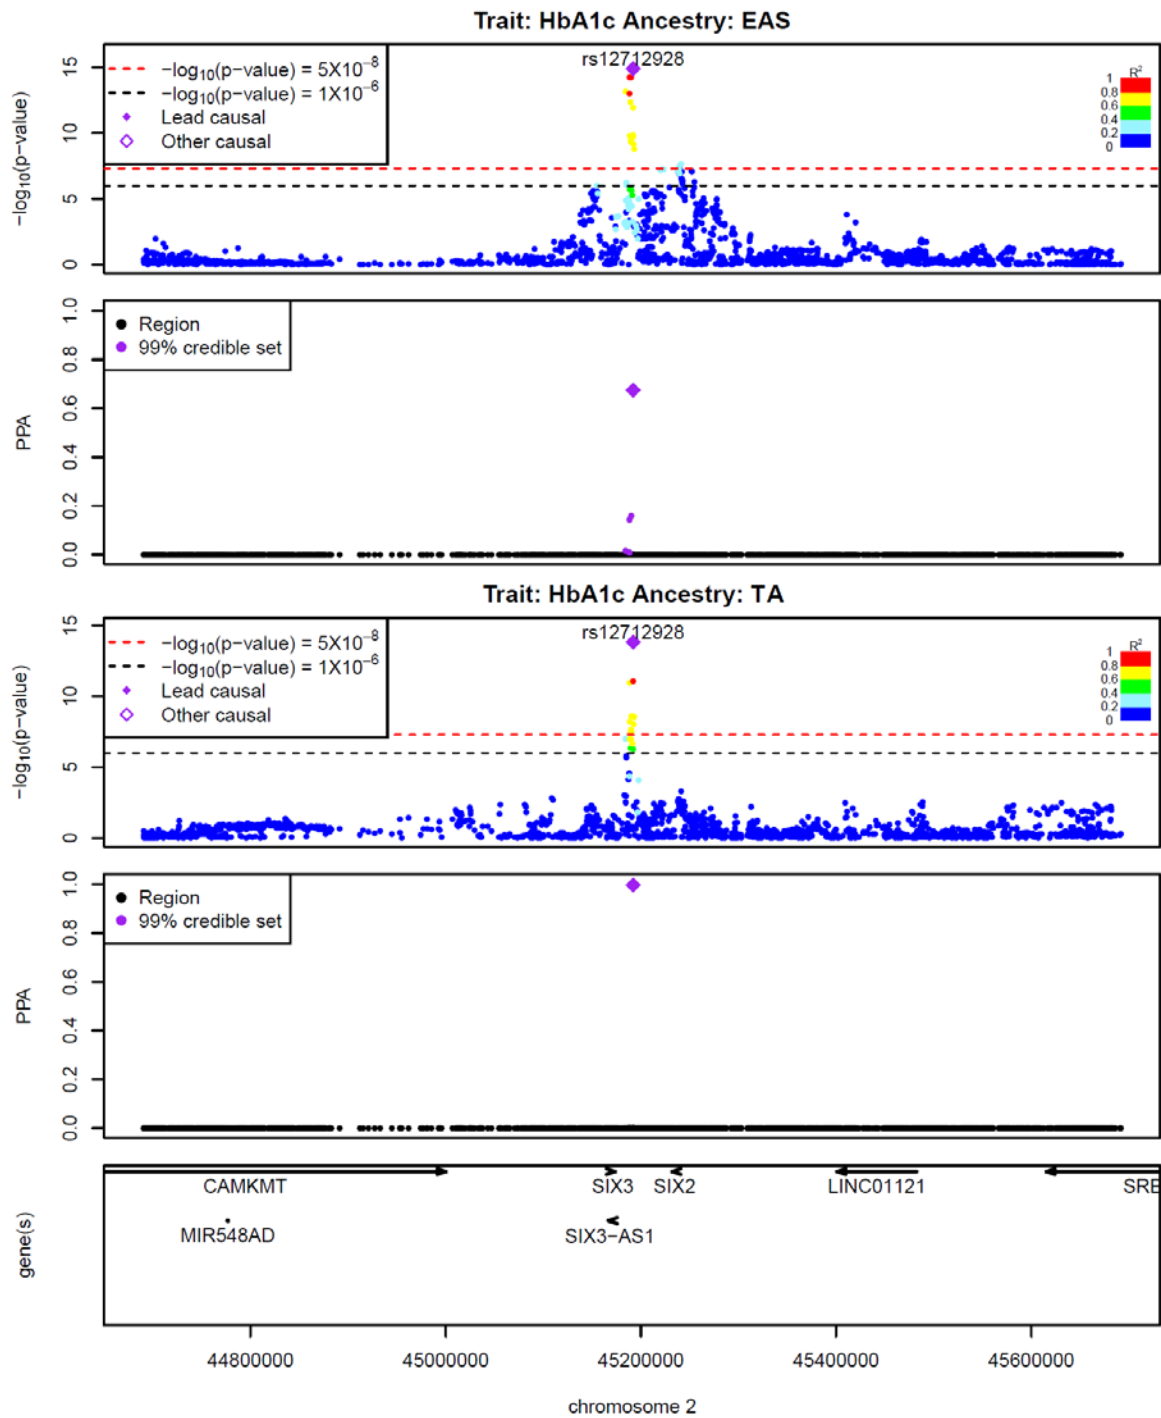 Trait: HbA1c Ancestry: EAS
−log10(p−value)
15
10
5
0
−log10(p−value) = 5X10−8
−log10(p−value) = 1X10−6
Lead causal
Other causal
rs12712928
R2
1
0.8
0.6
0.4
0.2
0
PPA
1.0
0.8
0.6
0.4
0.2
0.0
Region
99% credible set
Trait: HbA1c Ancestry: TA
−log10(p−value)
15
10
5
0
−log10(p−value) = 5X10−8
−log10(p−value) = 1X10−6
Lead causal
Other causal
rs12712928
R2
1
0.8
0.6
0.4
0.2
0
PPA
1.0
0.8
0.6
0.4
0.2
0.0
Region
99% credible set
gene(s)
CAMKMT SIX3 SIX2 LINC01121 SRB
MIR548AD SIX3−AS1
44800000 45000000 45200000 45400000 45600000
chromosome 2